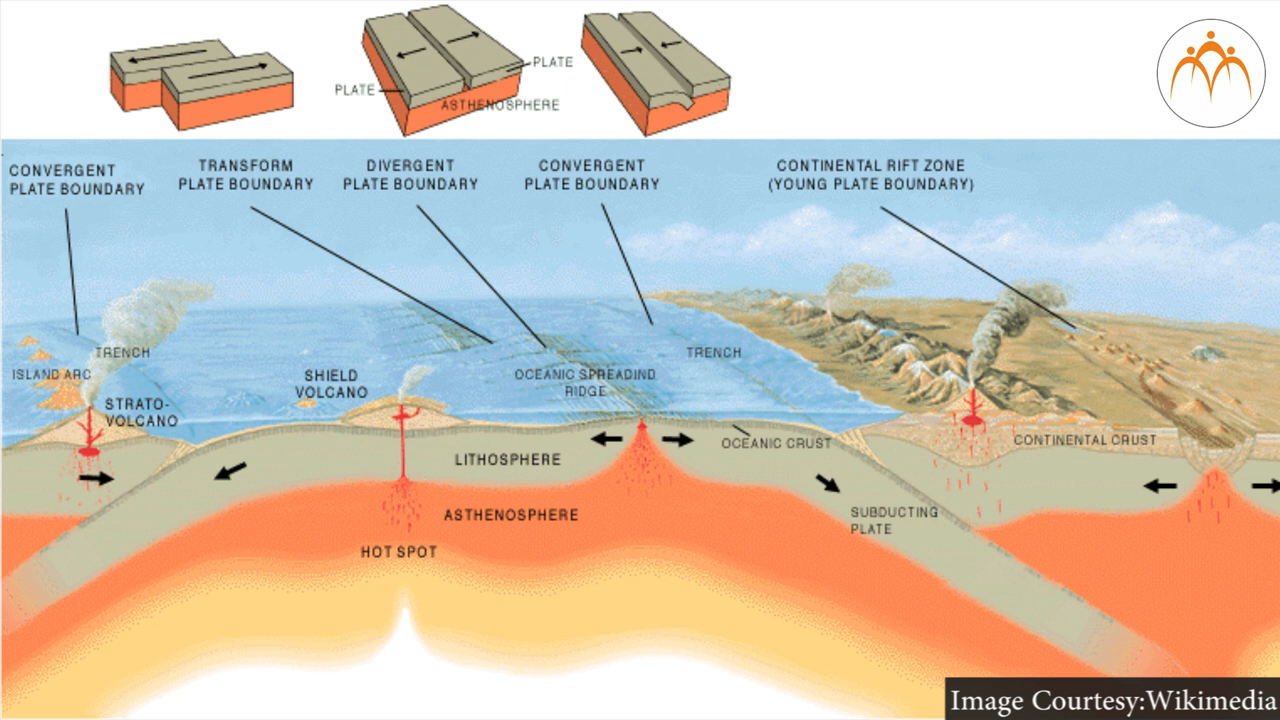 PLATE
PLATE
ASTHENOSPHERE
CONVERGENT
PLATE BOUNDARY
TRANSFORM
PLATE BOUNDARY
DIVERGENT
PLATE BOUNDARY
CONVERGENT
PLATE BOUNDARY
CONTINENTAL RIFT ZONE
(YOUNG PLATE BOUNDARY)
TRENCH
ISLAND ARC
STRATO-
VOLCANO
SHIELD
VOLCANO
OCEANIC SPREADIND
RIDGE
TRENCH
OCEANIC CRUST
CONTINENTAL CRUST
LITHOSPHERE
ASTHENOSPHERE
SUBDUCTING
PLATE
HOT SPOT
Image Courtesy:Wikimedia